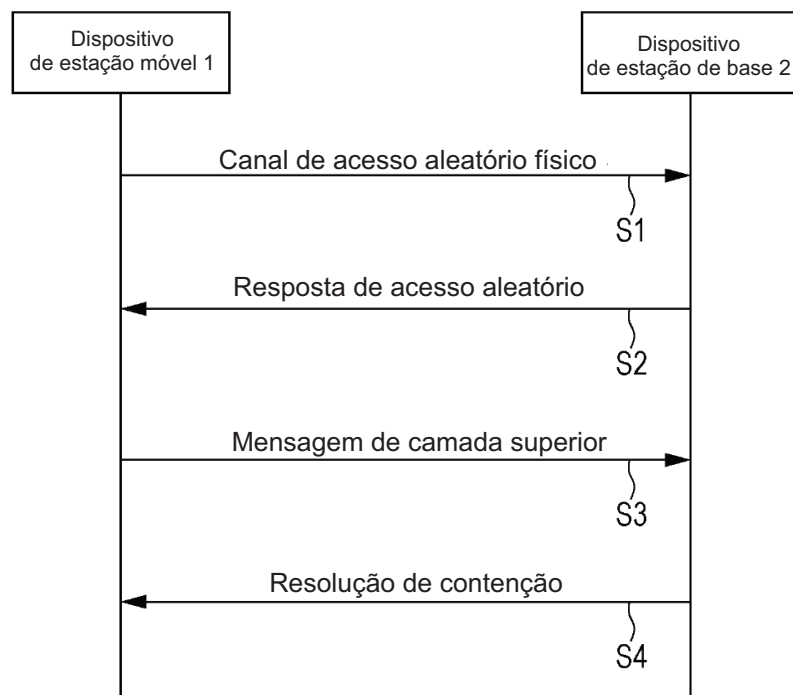 Dispositivo
de estação móvel 1
Dispositivo
de estação de base 2
Canal de acesso aleatório físico
S1
Resposta de acesso aleatório
S2
Mensagem de camada superior
S3
Resolução de contenção
S4